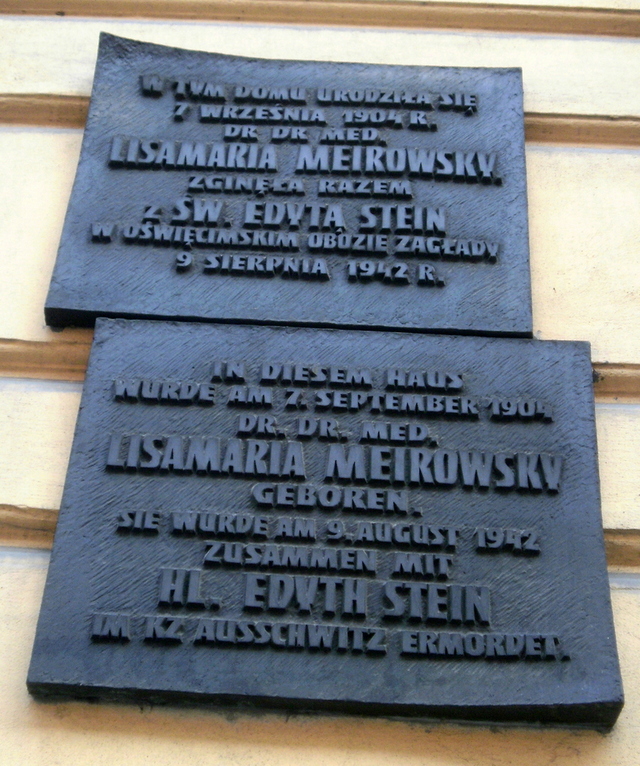 W TYM DOMU URODZIŁA SIĘ
7 WRZEŚNIA 1904 R.
DR DR MED.
LISAMARIA MEIROWSKY.
ZGINĘŁA RAZEM
Z ŚW. EDYTĄ STEIN
W OŚWIĘCIMSKIM OBOZIE ZAGŁADY
9 SIERPNIA 1942 R.
IN DIESEM HAUS
WURDE AM 7. SEPTEMBER 1904
DR. DR. MED.
LISAMARIA MEIROWSKY
GEBOREN.
SIE WURDE AM 9. AUGUST 1942
ZUSAMMEN MIT
HL. EDYTH STEIN
IM KZ AUSSCHWITZ ERMORDET.